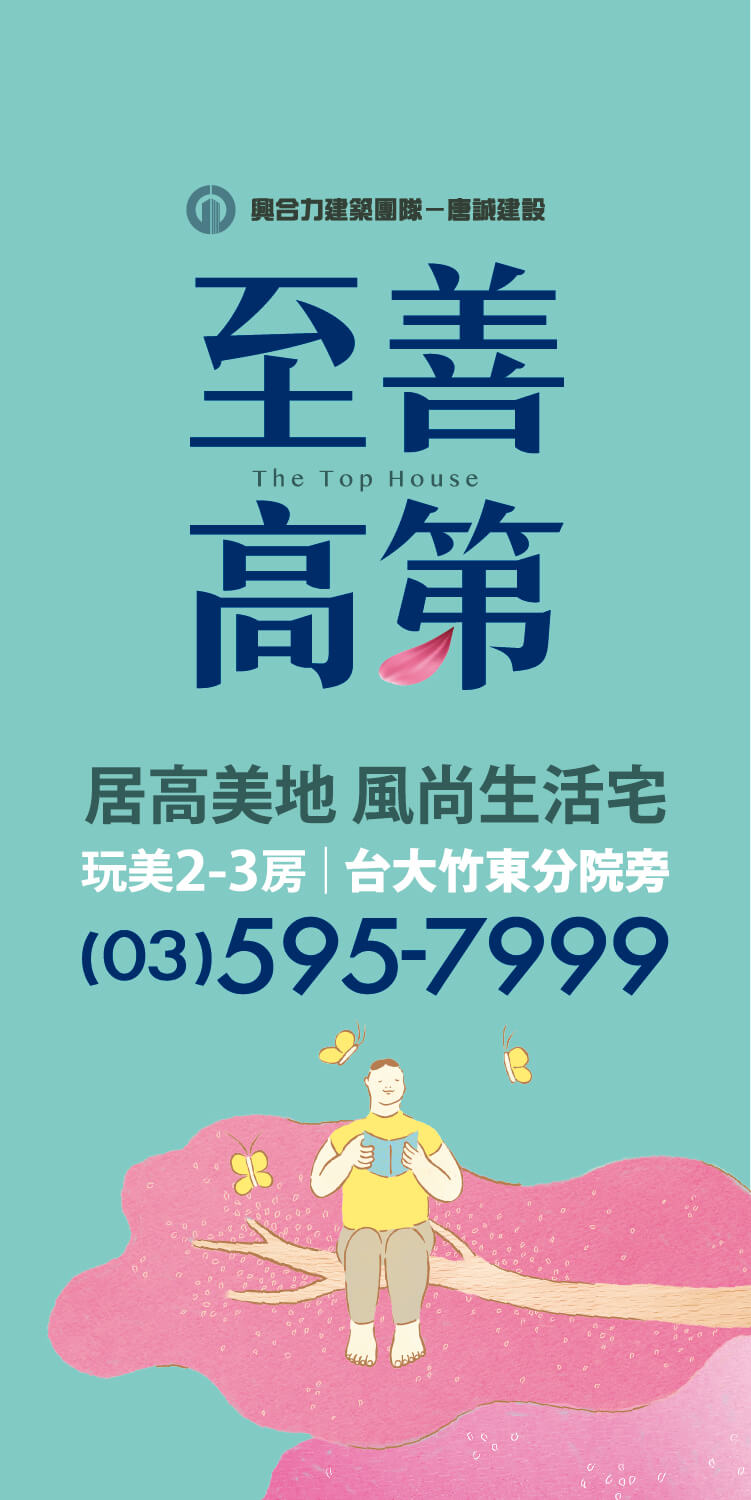 興合力建築團隊－唐誠建設
至善
The Top House
高第
居高美地 風尚生活宅
玩美2-3房｜台大竹東分院旁
(03)595-7999